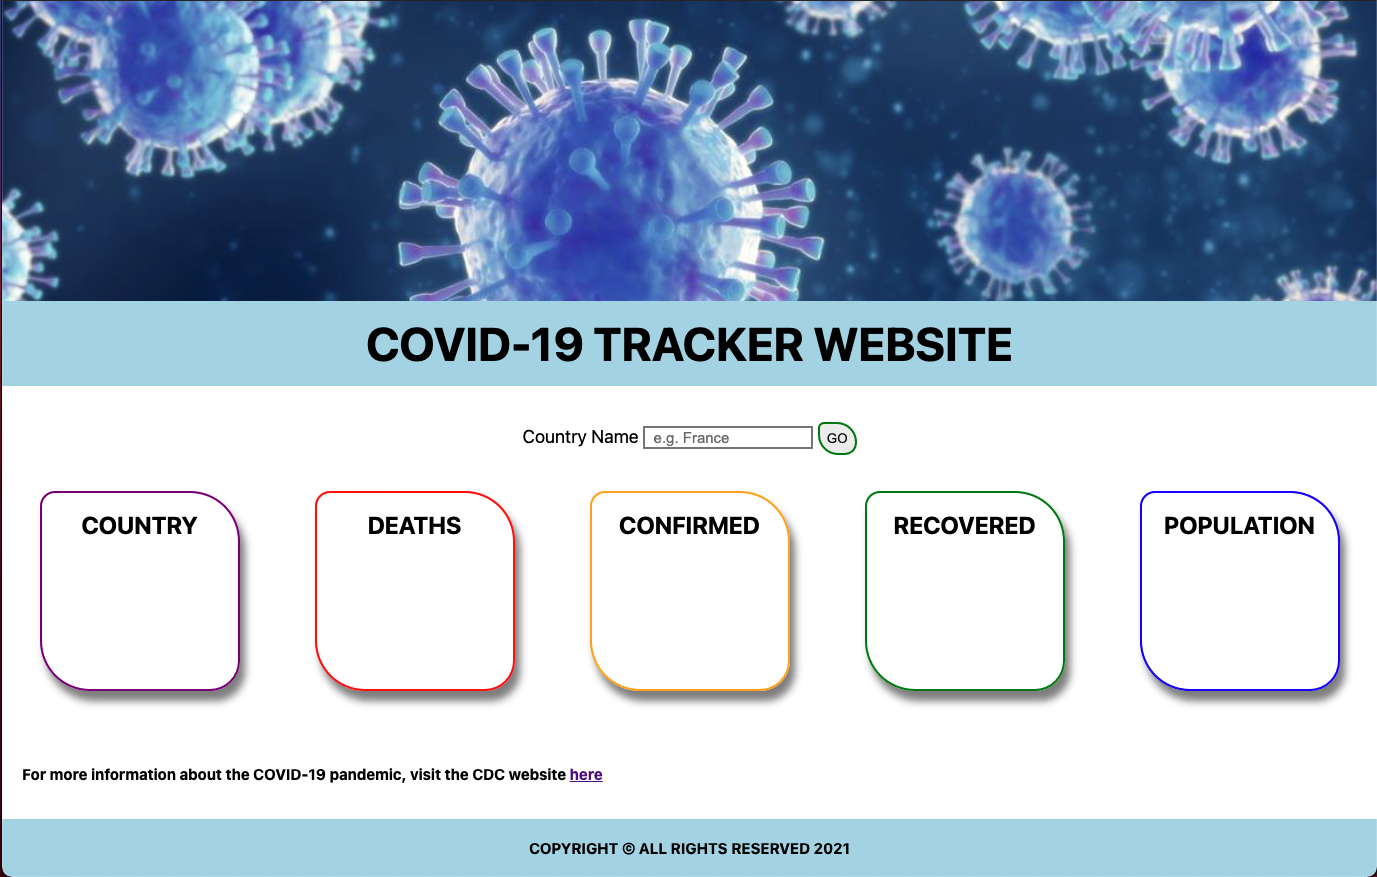 COVID-19 TRACKER WEBSITE
Country Name e.g. France GO
COUNTRY
DEATHS
CONFIRMED
RECOVERED
POPULATION
For more information about the COVID-19 pandemic, visit the CDC website here
COPYRIGHT © ALL RIGHTS RESERVED 2021